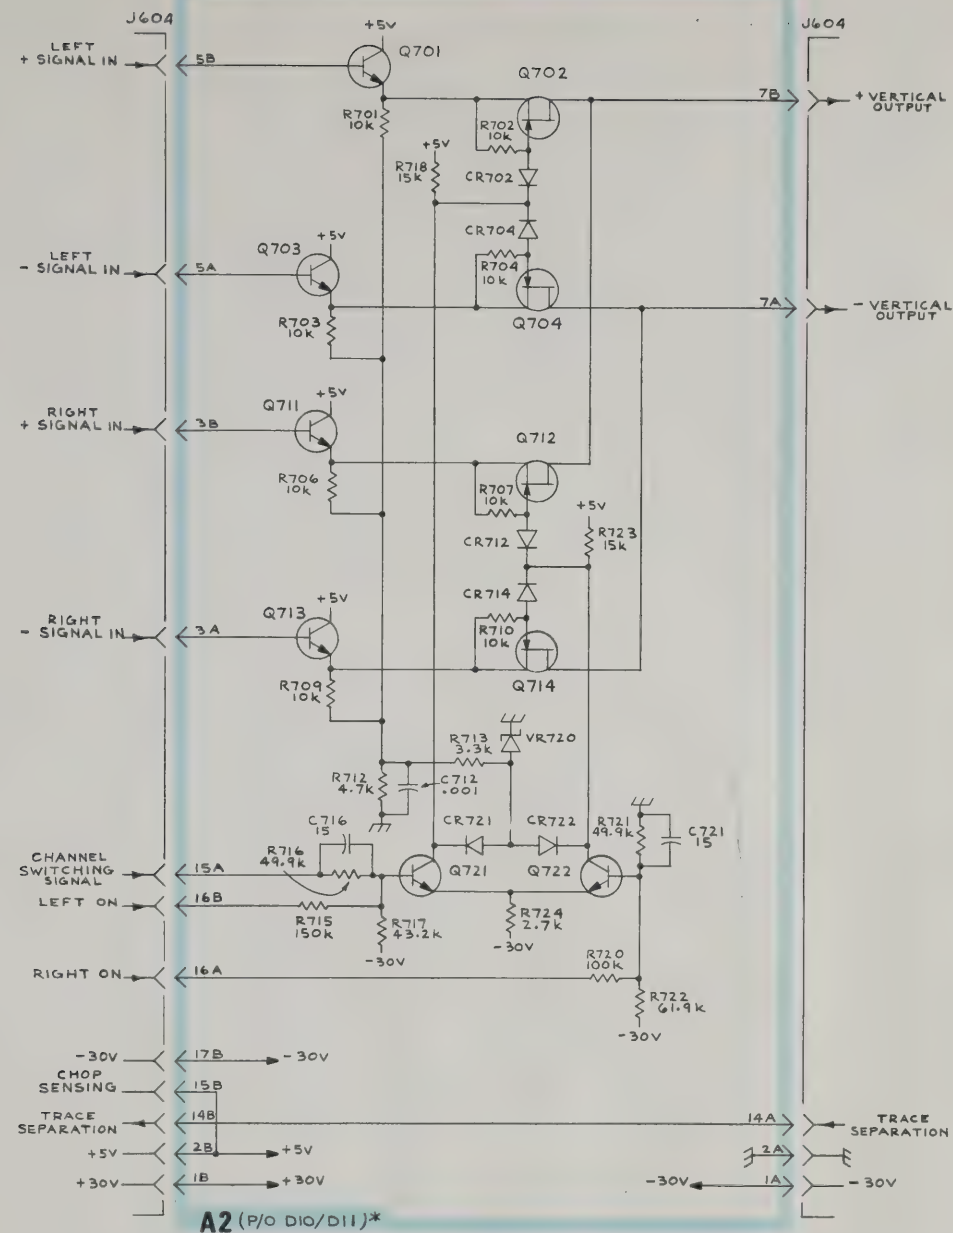 J604
J604
+5V
LEFT
+ SIGNAL IN
5B
Q701
Q702
7B
+ VERTICAL
OUTPUT
R701
10K
+5V
R702
10K
R718
15K
CR702
CR704
LEFT
- SIGNAL IN
5A
Q703
+5V
R704
10K
7A
- VERTICAL
OUTPUT
R703
10K
Q704
RIGHT
+ SIGNAL IN
3B
Q711
+5V
Q712
R706
10K
R707
10K
+5V
R723
15K
CR712
CR714
RIGHT
- SIGNAL IN
3A
Q713
+5V
R710
10K
R709
10K
Q714
R713
3.3K
VR720
R712
4.7K
C712
.001
C716
15
CR721
CR722
R721
49.9K
C721
15
R716
49.9K
CHANNEL
SWITCHING
SIGNAL
15A
Q721
Q722
LEFT ON
16B
R715
150K
R717
43.2K
-30V
R724
2.7K
-30V
R720
100K
RIGHT ON
16A
R722
61.9K
-30V
-30V
17B
-30V
CHOP
SENSING
15B
TRACE
SEPARATION
14B
14A
TRACE
SEPARATION
+5V
2B
+5V
2A
+30V
1B
+30V
-30V
1A
- 30V
A2 (P/O D10/D11)*